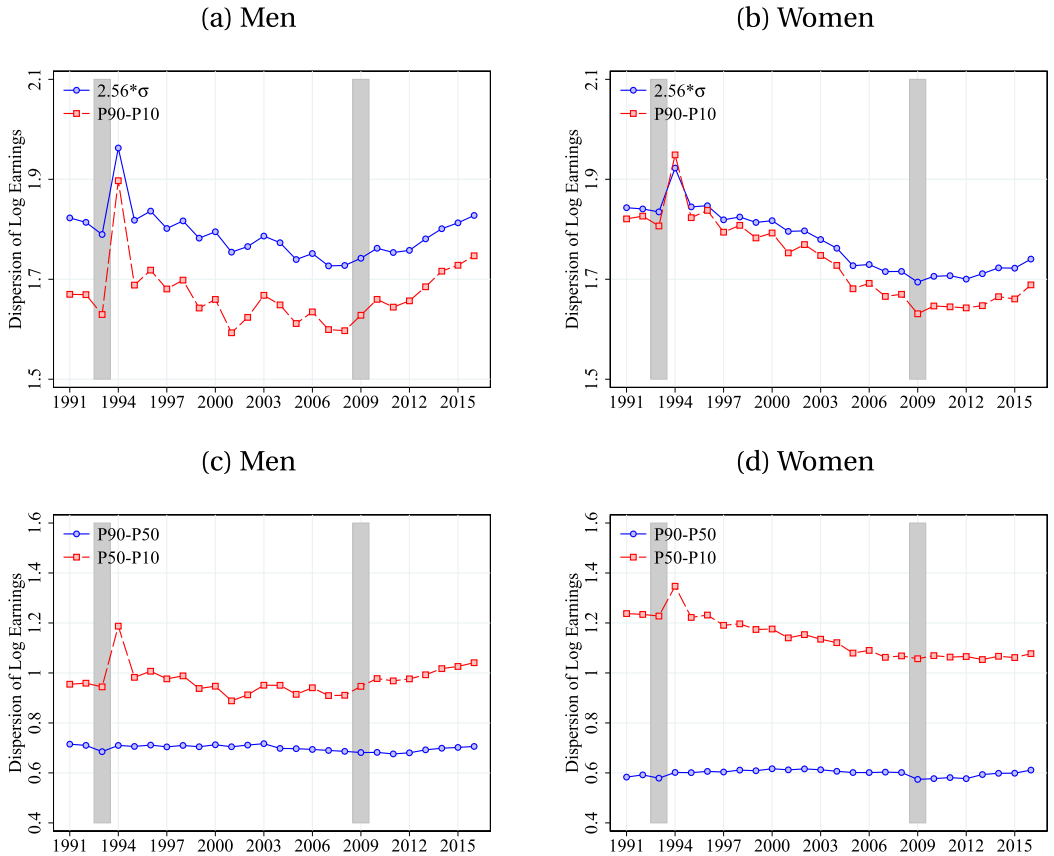 (a) Men
Dispersion of Log Earnings
2.1
1.9
1.7
1.5
2.56*σ
P90-P10
1991 1994 1997 2000 2003 2006 2009 2012 2015
(b) Women
Dispersion of Log Earnings
2.1
1.9
1.7
1.5
2.56*σ
P90-P10
1991 1994 1997 2000 2003 2006 2009 2012 2015
(c) Men
Dispersion of Log Earnings
1.6
1.4
1.2
1
0.8
0.6
0.4
P90-P50
P50-P10
1991 1994 1997 2000 2003 2006 2009 2012 2015
(d) Women
Dispersion of Log Earnings
1.6
1.4
1.2
1
0.8
0.6
0.4
P90-P50
P50-P10
1991 1994 1997 2000 2003 2006 2009 2012 2015